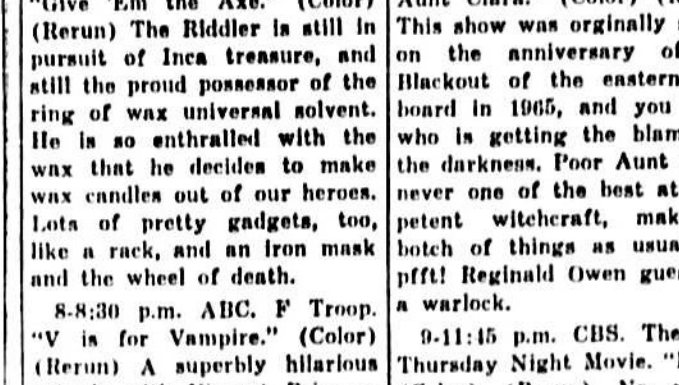 "Give 'Em the Axe." (Color)
(Rerun) The Riddler is still in
pursuit of Inca treasure, and
still the proud possessor of the
ring of wax universal solvent.
He is so enthralled with the
wax that he decides to make
wax candles out of our heroes.
Lots of pretty gadgets, too,
like a rack, and an iron mask
and the wheel of death.
8-8:30 p.m. ABC. F Troop.
"V is for Vampire." (Color)
(Rerun) A superbly hilarious
This show was orginally
on the anniversary of
Blackout of the eastern
board in 1965, and you
who is getting the blam
the darkness. Poor Aunt
never one of the best at
petent witchcraft, mak
botch of things as usua
pfft! Reginald Owen gue
a warlock.
9-11:45 p.m. CBS. The
Thursday Night Movie.